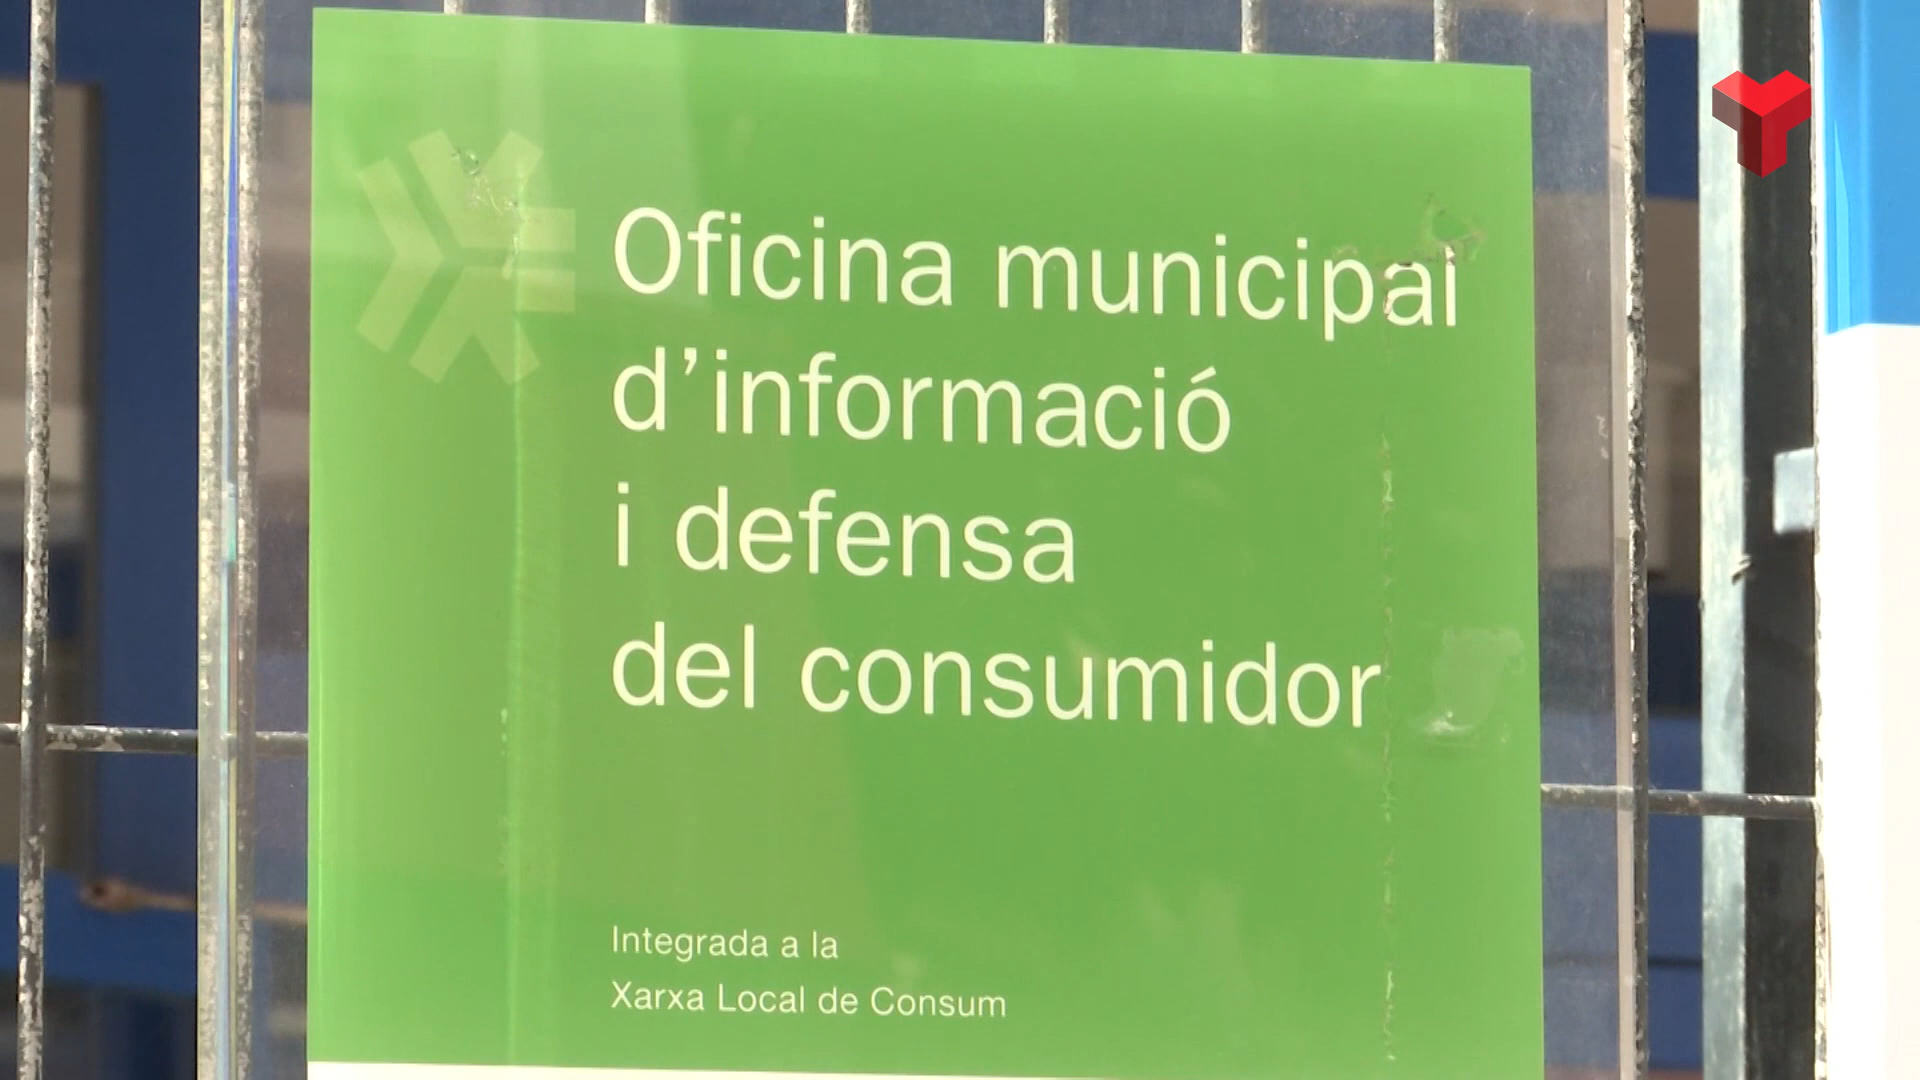 Oficina municipal
d'informació
i defensa
del consumidor
Integrada a la
Xarxa Local de Consum